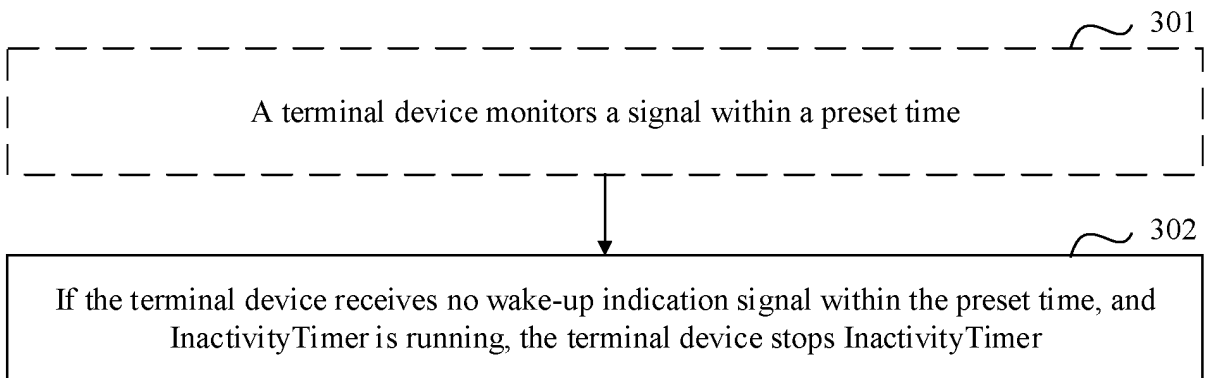 301
A terminal device monitors a signal within a preset time
302
If the terminal device receives no wake-up indication signal within the preset time, and
InactivityTimer is running, the terminal device stops InactivityTimer